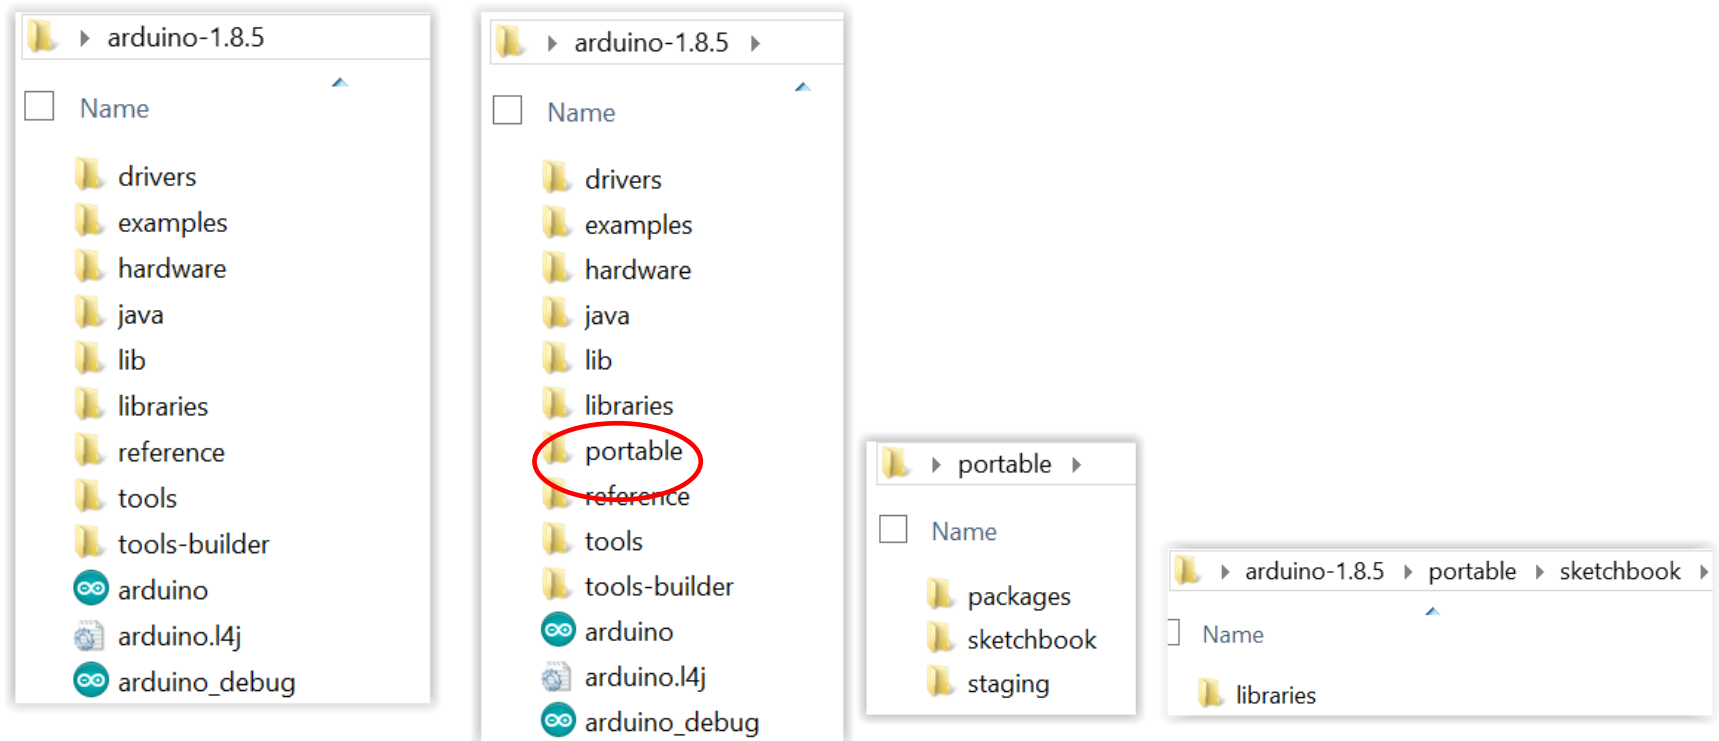 arduino-1.8.5
Name
drivers
examples
hardware
java
lib
libraries
reference
tools
tools-builder
arduino
arduino.l4j
arduino_debug
arduino-1.8.5
Name
drivers
examples
hardware
java
lib
libraries
portable
reference
tools
tools-builder
arduino
arduino.l4j
arduino_debug
portable
Name
packages
sketchbook
staging
arduino-1.8.5 portable sketchbook
Name
libraries